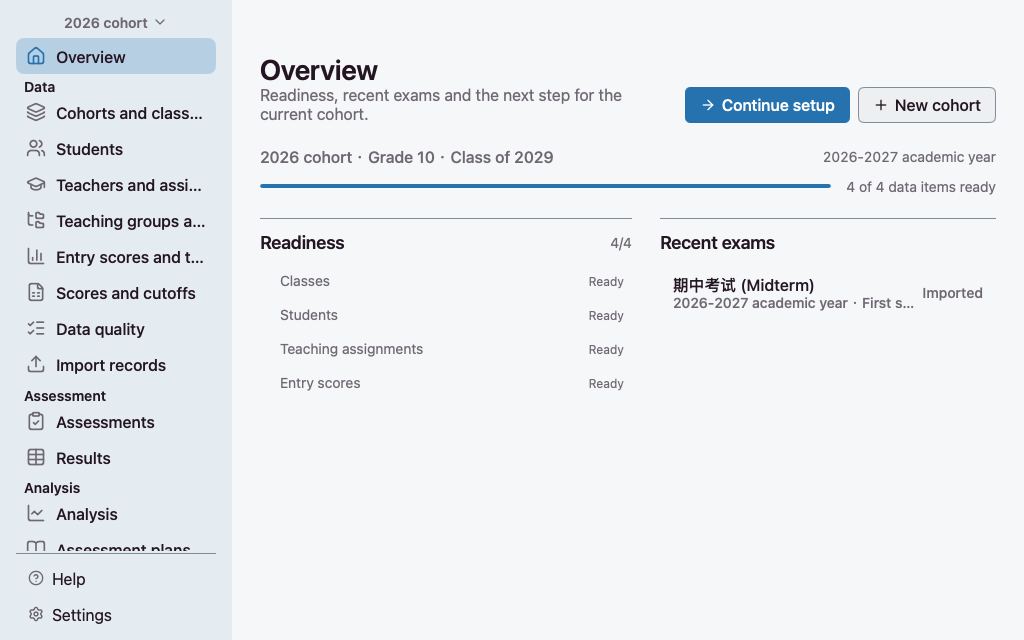 2026 cohort
Overview
Data
Cohorts and class...
Students
Teachers and assi...
Teaching groups a...
Entry scores and t...
Scores and cutoffs
Data quality
Import records
Assessment
Assessments
Results
Analysis
Analysis
Assessment plans
Help
Settings
Overview
Readiness, recent exams and the next step for the
current cohort.
Continue setup
New cohort
2026 cohort · Grade 10 · Class of 2029
2026-2027 academic year
4 of 4 data items ready
Readiness
4/4
Classes
Ready
Students
Ready
Teaching assignments
Ready
Entry scores
Ready
Recent exams
期中考试 (Midterm)
2026-2027 academic year · First s...
Imported